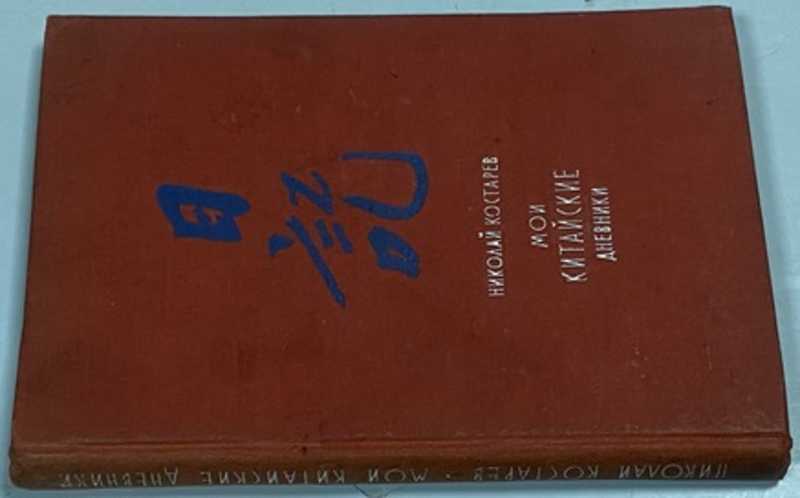 日
記
НИКОЛАЙ КОСТАРЕВ
МОИ
КИТАЙСКИЕ
ДНЕВНИКИ
НИКОЛАЙ КОСТАРЕВ · МОИ КИТАЙСКИЕ ДНЕВНИКИ